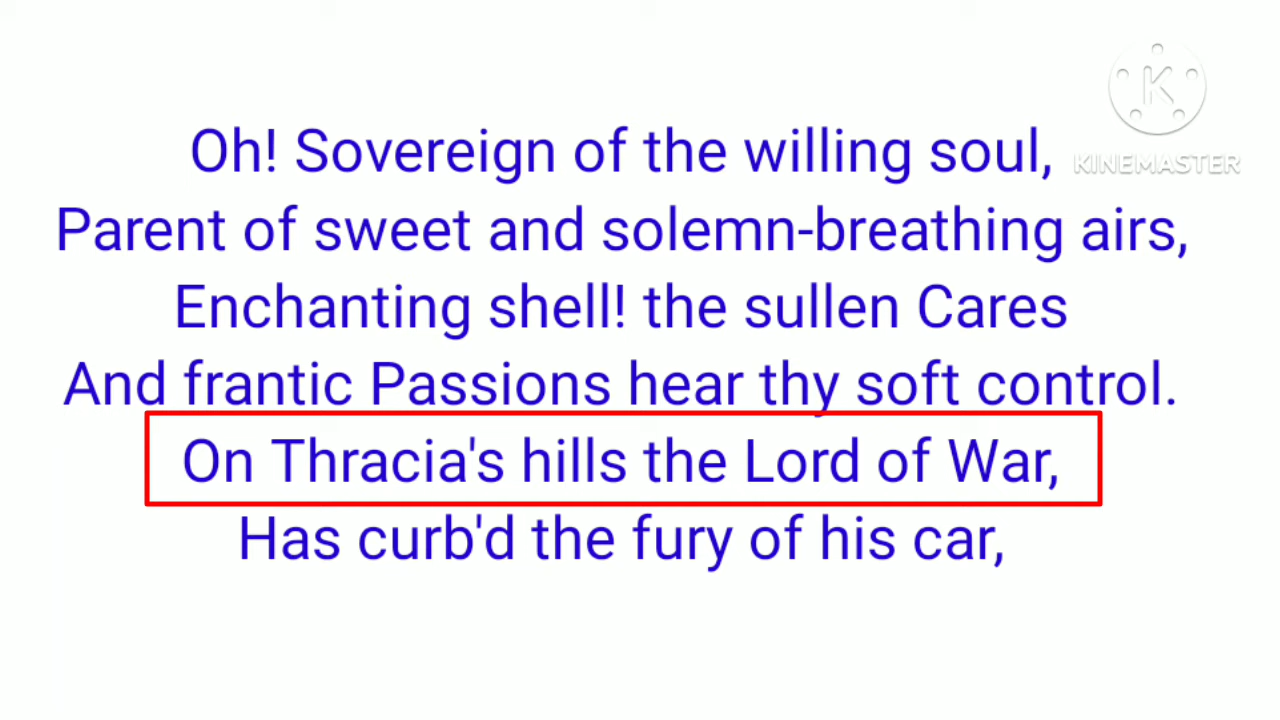 Oh! Sovereign of the willing soul,
KINEMASTER
Parent of sweet and solemn-breathing airs,
Enchanting shell! the sullen Cares
And frantic Passions hear thy soft control.
On Thracia's hills the Lord of War,
Has curb'd the fury of his car,